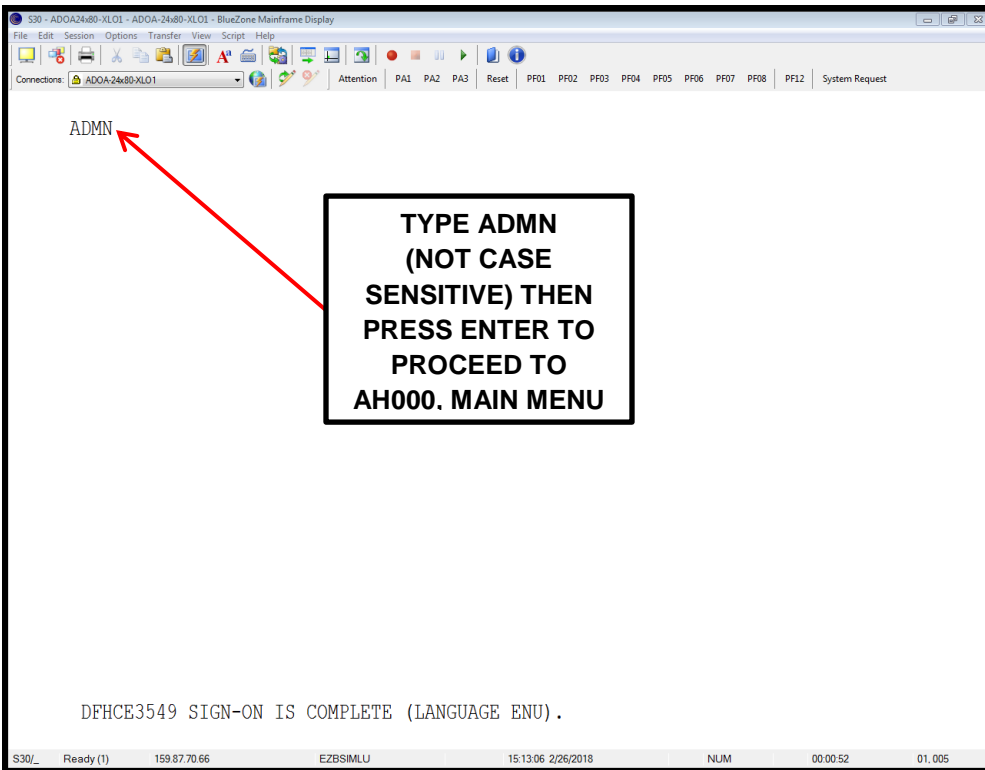 S30 - ADOA24x80-XLO1 - ADOA-24x80-XLO1 - BlueZone Mainframe Display
File Edit Session Options Transfer View Script Help
Connections: ADOA-24x80-XLO1 Attention PA1 PA2 PA3 Reset PF01 PF02 PF03 PF04 PF05 PF06 PF07 PF08 PF12 System Request
ADMN
TYPE ADMN
(NOT CASE
SENSITIVE) THEN
PRESS ENTER TO
PROCEED TO
AH000, MAIN MENU
DFHCE3549 SIGN-ON IS COMPLETE (LANGUAGE ENU).
S30/_ Ready (1) 159.87.70.66 EZBSIMLU 15:13:06 2/26/2018 NUM 00:00:52 01,005